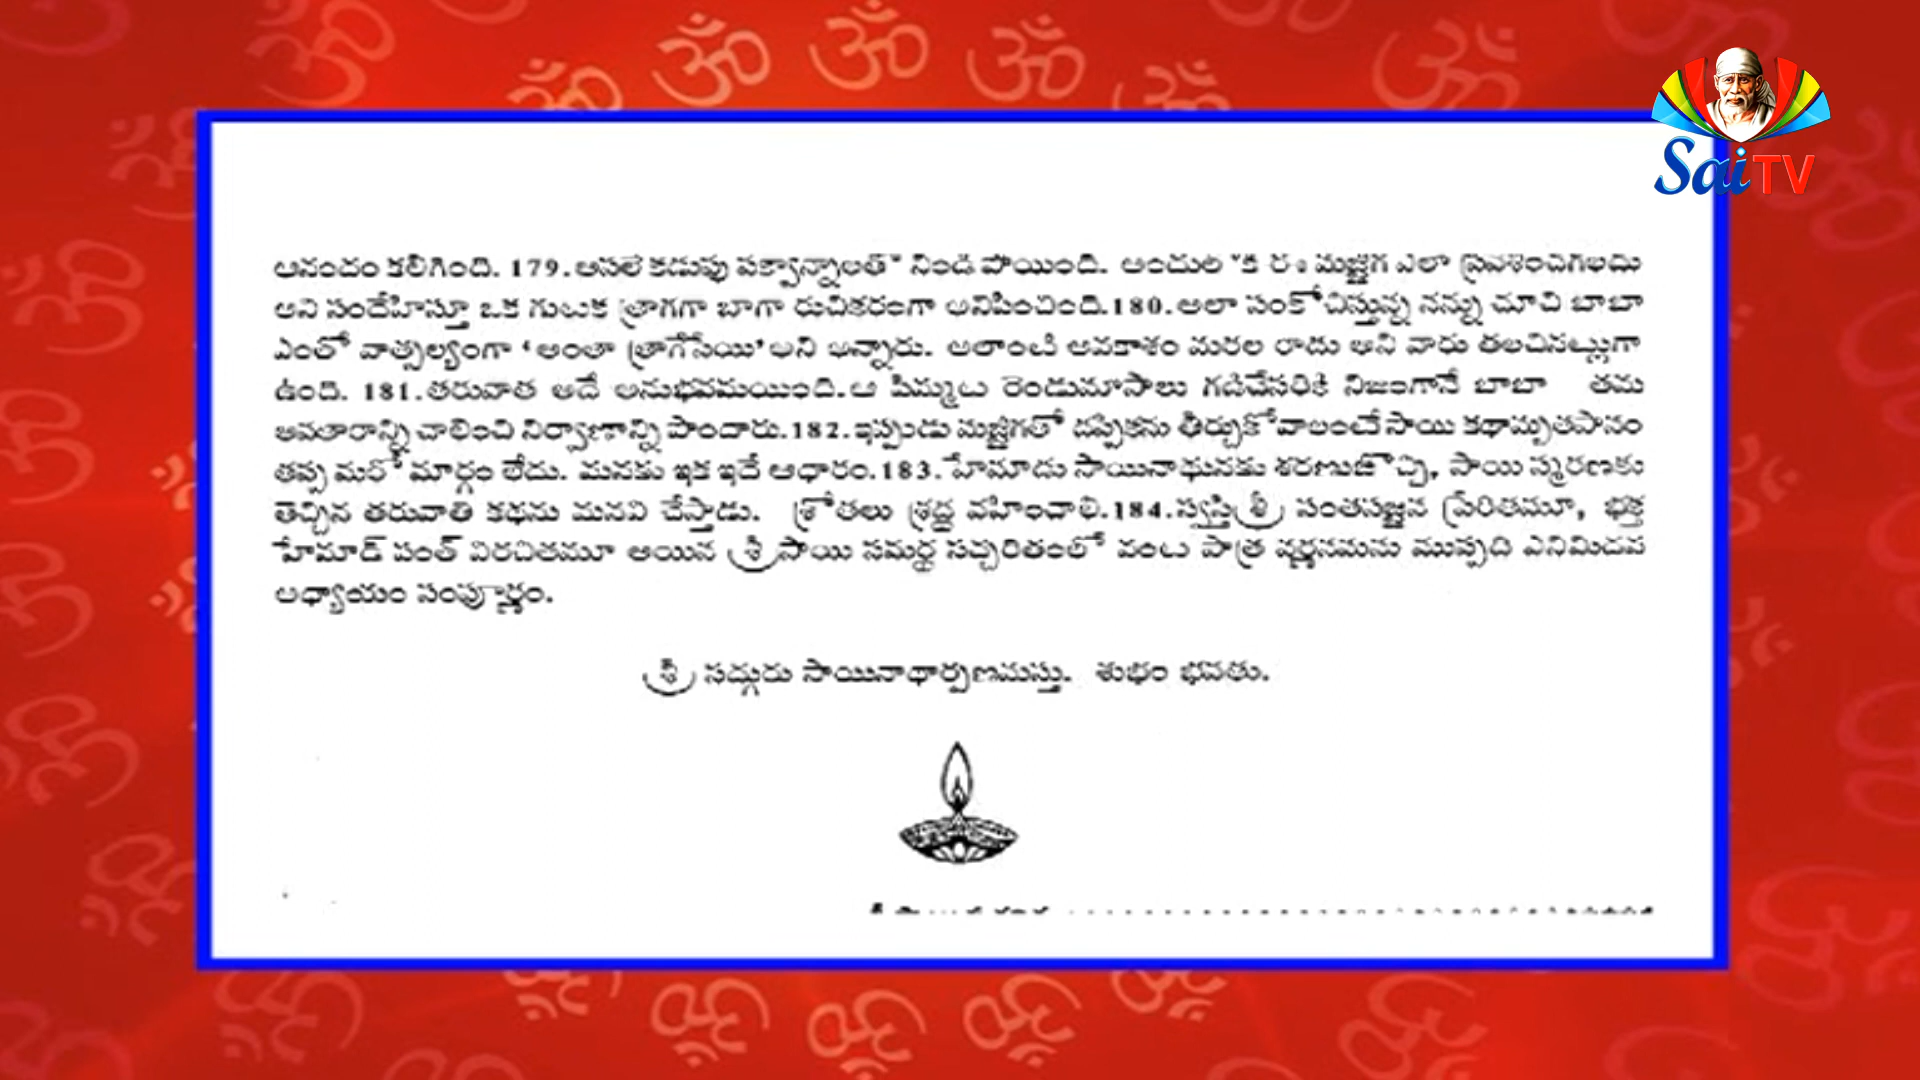 Sai TV
ఆనందం కలిగింది. 179. అసలే కడుపు పక్వాన్నాలతో నిండి పోయింది. అందులోకి ఈ మజ్జిగ ఎలా ప్రవేశించగలదు
అని సందేహిస్తూ ఒక గుటక త్రాగగా బాగా రుచికరంగా అనిపించింది.180. అలా సంకోచిస్తున్న నన్ను చూచి బాబా
ఎంతో వాత్సల్యంగా ‘అంతా త్రాగేసేయి’ అని అన్నారు. అలాంటి అవకాశం మరల రాదు అని వారు తలచినట్లుగా
ఉంది. 181. తరువాత అదే అనుభవమయింది. ఆ పిమ్మట రెండుమాసాలు గడిచేసరికి నిజంగానే బాబా తమ
అవతారాన్ని చాలించి నిర్వాణాన్ని పొందారు.182. ఇప్పుడు మజ్జిగతో దప్పికను తీర్చుకోవాలంటే సాయి కథామృతపానం
తప్ప మరో మార్గం లేదు. మనకు ఇక ఇదే ఆధారం.183. హేమాదు సాయినాథునకు శరణుజొచ్చి, సాయి స్మరణకు
తెచ్చిన తరువాతి కథను మనవి చేస్తాడు. శ్రోతలు శ్రద్ధ వహించాలి.184. స్వస్తిశ్రీ సంతసజ్జన ప్రేరితమూ, భక్త
హేమాడ్ పంత్ విరచితమూ అయిన శ్రీ సాయి సమర్థ సచ్చరితంలో వంట పాత్ర వర్ణనమను ముప్పది ఎనిమిదవ
అధ్యాయం సంపూర్ణం.
శ్రీ సద్గురు సాయినాథార్పణమస్తు. శుభం భవతు.